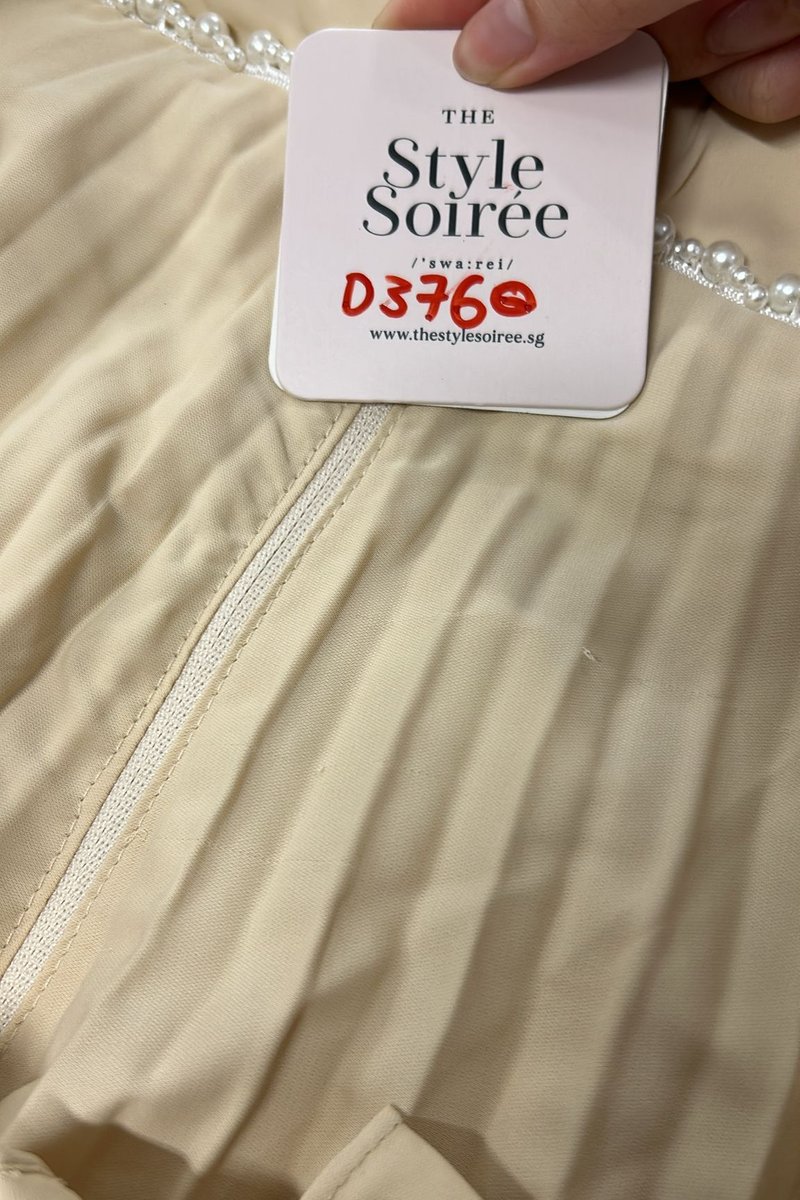 THE
Style
Soirée
/'swa:rei/
D3760
www.thestylesoiree.sg